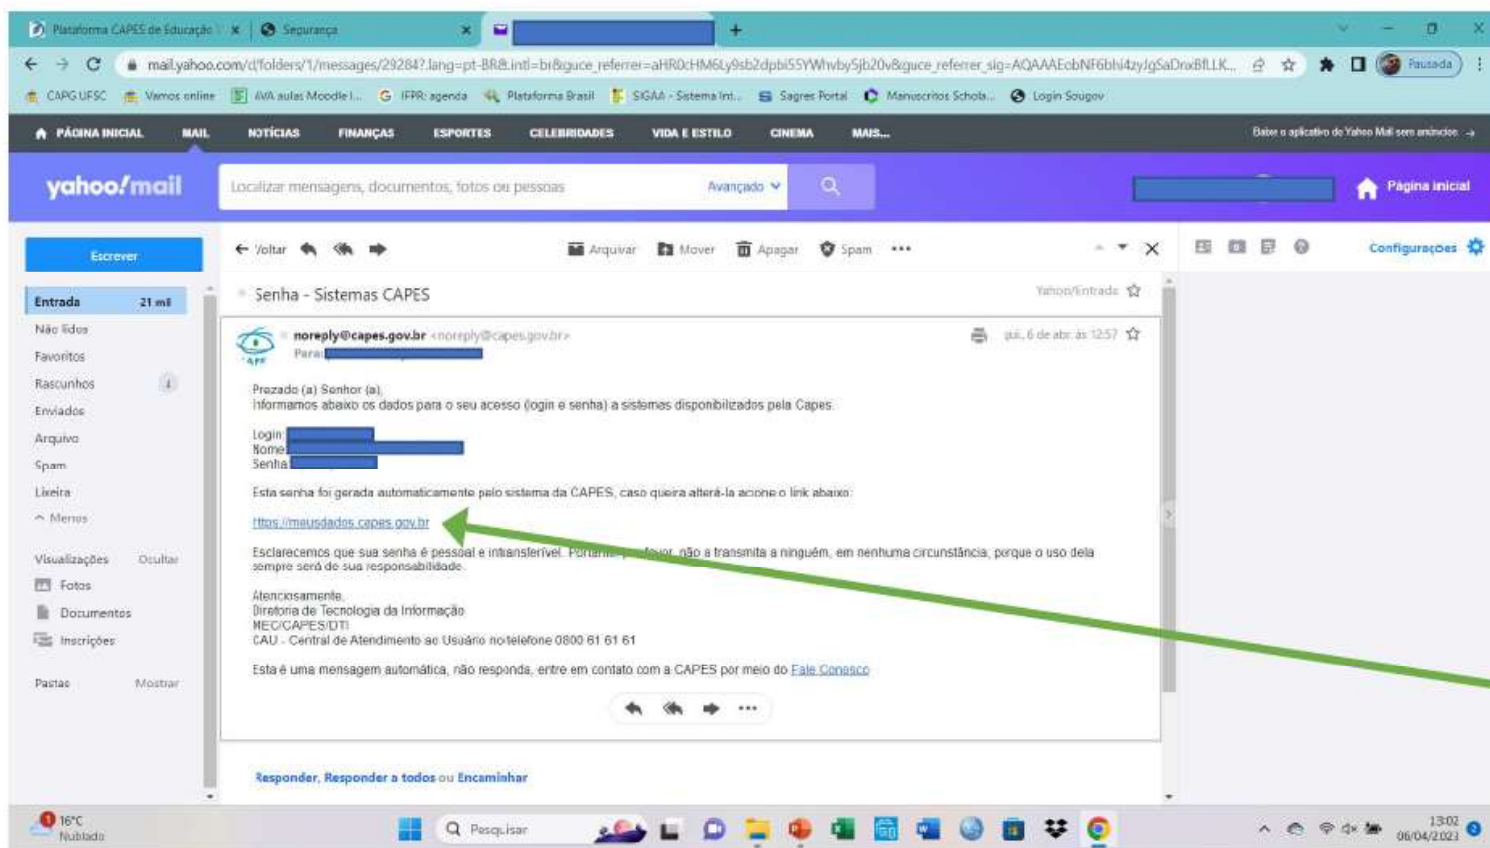 Plataforma CAPES de Educação
Segurança
mail.yahoo.com/d/folders/1/messages/29284?.lang=pt-BR&.intl=br&guce_referrer=
Pausada
CAPG UFSC
Vamos online
AVA aulas Moodle I...
IFPR: agenda
Plataforma Brasil
SIGAA - Sistema Int...
Sagres Portal
Manuscritos Schola...
Login Sougov
PÁGINA INICIAL MAIL NOTÍCIAS FINANÇAS ESPORTES CELEBRIDADES VIDA E ESTILO CINEMA MAIS...
Baixe o aplicativo do Yahoo Mail sem anúncios →
yahoo!mail
Localizar mensagens, documentos, fotos ou pessoas
Avançado
Página inicial
Escrever
Voltar
Arquivar
Mover
Apagar
Spam
Configurações
Entrada 21 mil
Não lidos
Favoritos
Rascunhos
Enviados
Arquivo
Spam
Lixeira
Menos
Visualizações Ocultar
Fotos
Documentos
Inscrições
Pastas Mostrar
Senha - Sistemas CAPES
Yahoo/Entrada
noreply@capes.gov.br <noreply@capes.gov.br>
qui., 6 de abr. às 12:57
Para:
Prezado (a) Senhor (a),
Informamos abaixo os dados para o seu acesso (login e senha) a sistemas disponibilizados pela Capes.
Login:
Nome:
Senha:
Esta senha foi gerada automaticamente pelo sistema da CAPES, caso queira alterá-la acione o link abaixo:
https://meusdados.capes.gov.br
Esclarecemos que sua senha é pessoal e intransferível. Portanto, por favor, não a transmita a ninguém, em nenhuma circunstância, porque o uso dela
sempre será de sua responsabilidade.
Atenciosamente,
Diretoria de Tecnologia da Informação
MEC/CAPES/DTI
CAU - Central de Atendimento ao Usuário no telefone 0800 61 61 61
Esta é uma mensagem automática, não responda, entre em contato com a CAPES por meio do Fale Conosco
Responder, Responder a todos ou Encaminhar
16°C
Nublado
Pesquisar
13:02
06/04/2023